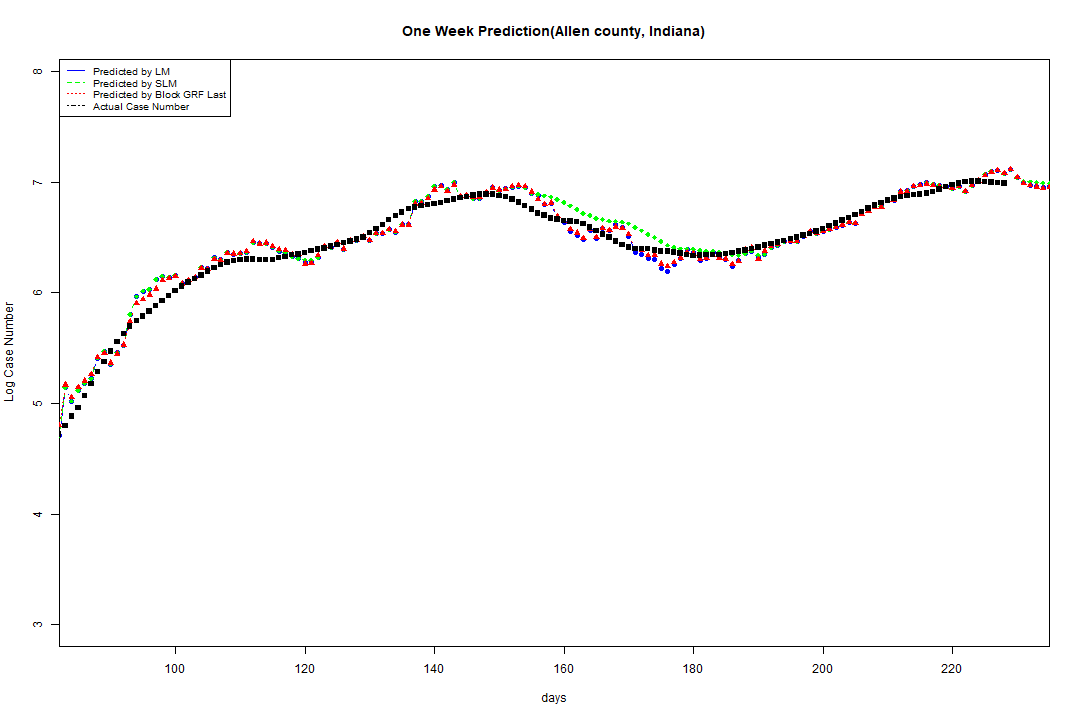 One Week Prediction(Allen county, Indiana)
Predicted by LM
Predicted by SLM
Predicted by Block GRF Last
Actual Case Number
8
7
6
5
4
3
Log Case Number
100 120 140 160 180 200 220
days